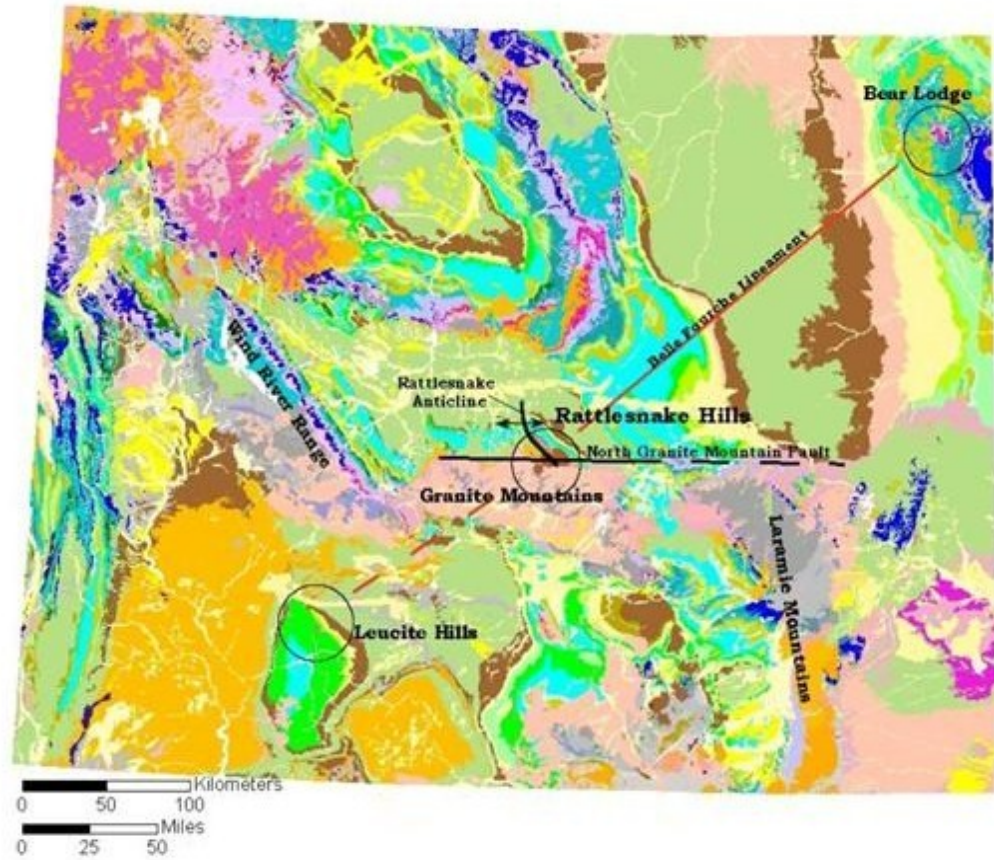 Bear Lodge
Belle Fourche Lineament
Wind River Range
Rattlesnake
Anticline
Rattlesnake Hills
North Granite Mountain Fault
Granite Mountains
Laramie Mountains
Leucite Hills
Kilometers
0 50 100
Miles
0 25 50